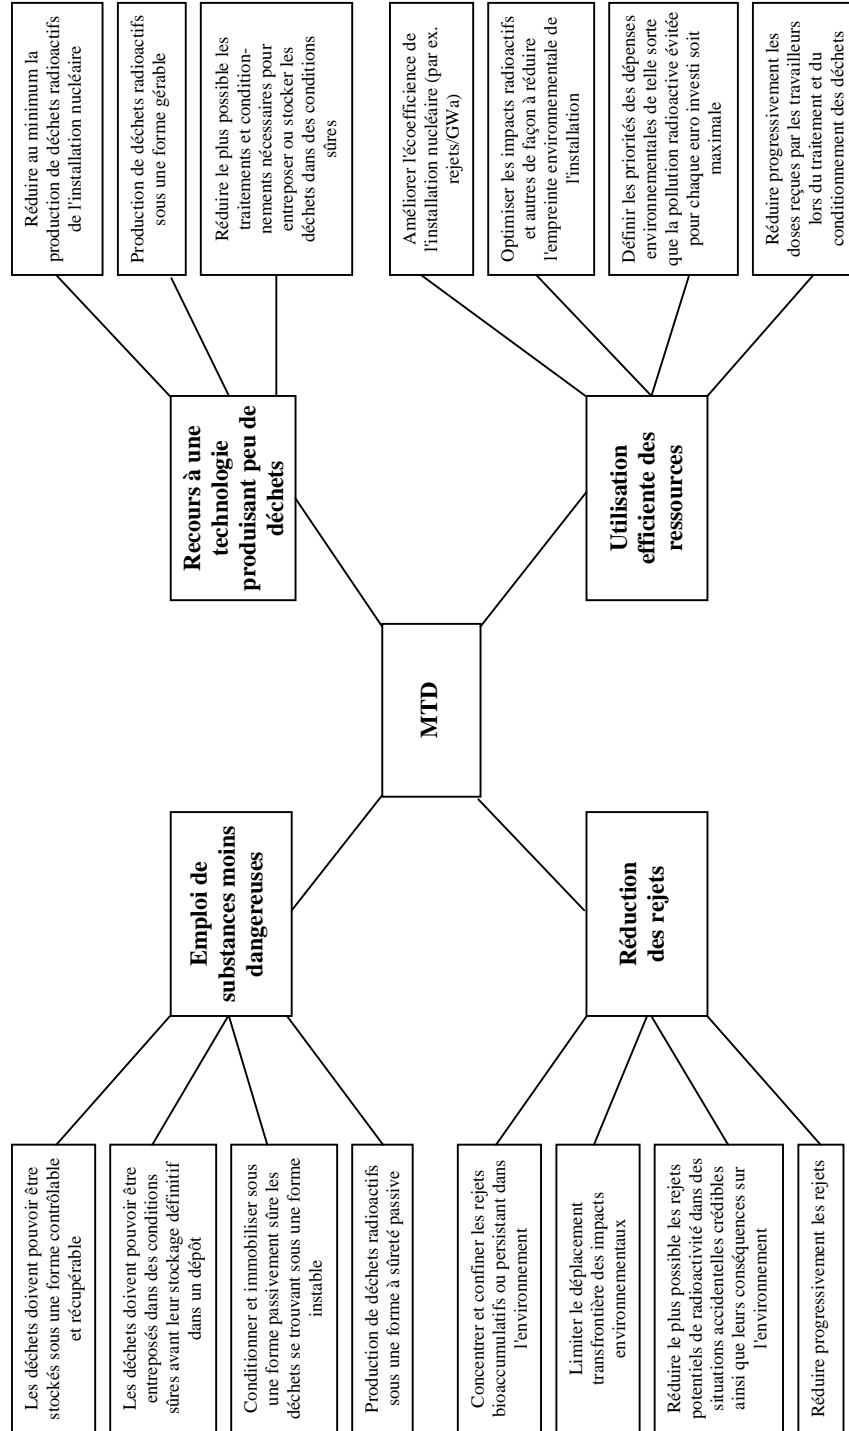 Les déchets doivent pouvoir être
stockés sous une forme contrôlable
et récupérable
Les déchets doivent pouvoir être
entreposés dans des conditions
sûres avant leur stockage définitif
dans un dépôt
Conditionner et immobiliser sous
une forme passivement sûre les
déchets se trouvant sous une forme
instable
Production de déchets radioactifs
sous une forme à sûreté passive
Emploi de
substances moins
dangereuses
Recours à une
technologie
produisant peu de
déchets
Réduire au minimum la
production de déchets radioactifs
de l'installation nucléaire
Production de déchets radioactifs
sous une forme gérable
Réduire le plus possible les
traitements et condition-
nements nécessaires pour
entreposer ou stocker les
déchets dans des conditions
sûres
MTD
Concentrer et confiner les rejets
bioaccumulatifs ou persistant dans
l'environnement
Limiter le déplacement
transfrontière des impacts
environnementaux
Réduire le plus possible les rejets
potentiels de radioactivité dans des
situations accidentelles crédibles
ainsi que leurs conséquences sur
l'environnement
Réduire progressivement les rejets
Réduction
des rejets
Utilisation
efficiente des
ressources
Améliorer l'écoefficience de
l'installation nucléaire (par ex.
rejets/GWa)
Optimiser les impacts radioactifs
et autres de façon à réduire
l'empreinte environnementale de
l'installation
Définir les priorités des dépenses
environmentales de telle sorte
que la pollution radioactive évitée
pour chaque euro investi soit
maximale
Réduire progressivement les
doses reçues par les travailleurs
lors du traitement et du
conditionnement des déchets